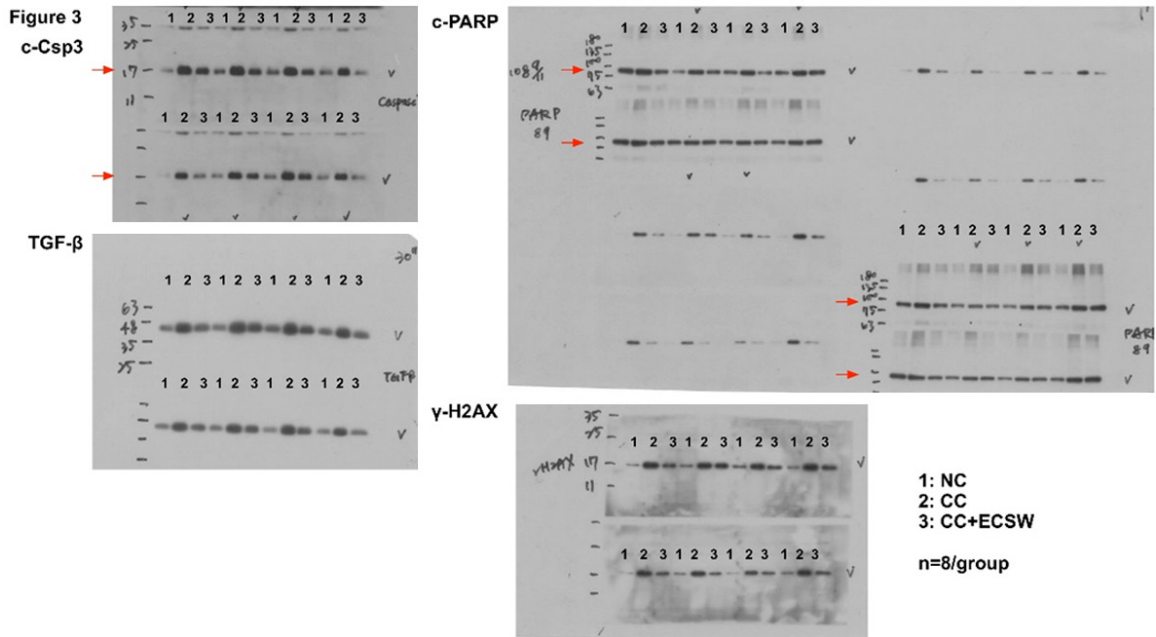 Figure 3
c-Csp3
35
25
17
11
1 2 3 1 2 3 1 2 3 1 2 3
Caspase
1 2 3 1 2 3 1 2 3 1 2 3
TGF-β
1 2 3 1 2 3 1 2 3 1 2 3
63
48
35
25
TGFβ
1 2 3 1 2 3 1 2 3 1 2 3
c-PARP
1 2 3 1 2 3 1 2 3 1 2 3
180
135
100
75
63
PARP
89
1 2 3 1 2 3 1 2 3 1 2 3
180
135
100
75
63
PARP
89
γ-H2AX
35
25
1 2 3 1 2 3 1 2 3 1 2 3
γH2AX 17
11
1 2 3 1 2 3 1 2 3 1 2 3
1: NC
2: CC
3: CC+ECSW
n=8/group